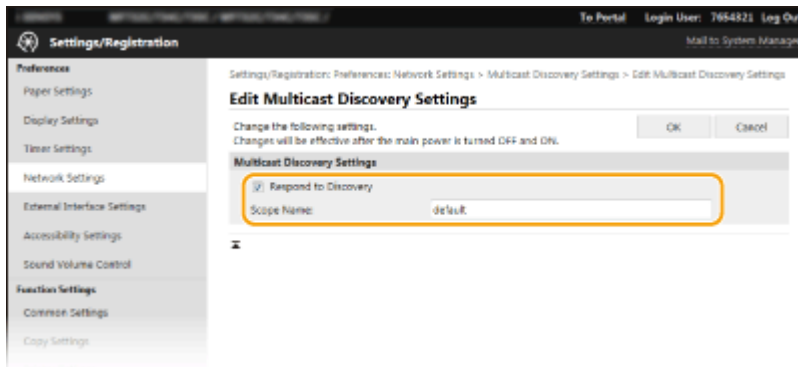 To Portal Login User: 7654321 Log Ou
Settings/Registration
Mail to System Manage
Preferences
Paper Settings
Display Settings
Timer Settings
Network Settings
External Interface Settings
Accessibility Settings
Sound Volume Control
Function Settings
Common Settings
Copy Settings
Settings/Registration: Preferences: Network Settings > Multicast Discovery Settings > Edit Multicast Discovery Settings
Edit Multicast Discovery Settings
Change the following settings.
Changes will be effective after the main power is turned OFF and ON.
OK Cancel
Multicast Discovery Settings
Respond to Discovery
Scope Name: default